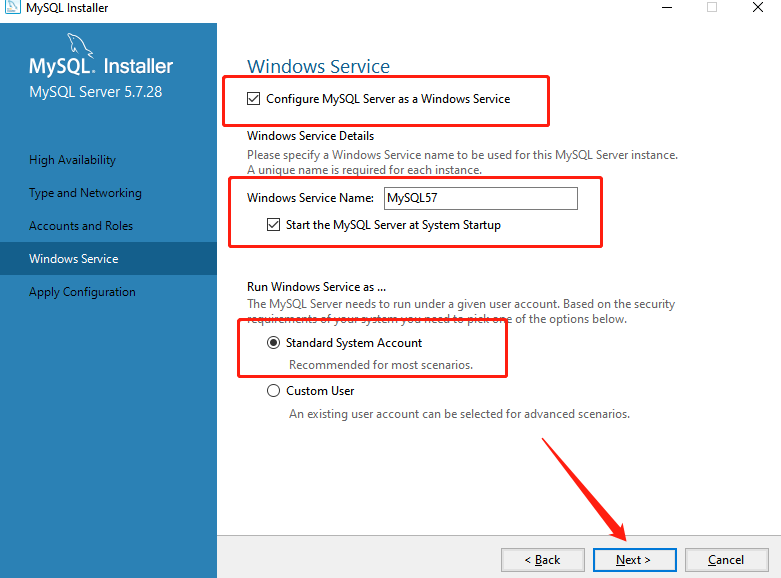 MySQL Installer
MySQL. Installer
MySQL Server 5.7.28
High Availability
Type and Networking
Accounts and Roles
Windows Service
Apply Configuration
Windows Service
Configure MySQL Server as a Windows Service
Windows Service Details
Please specify a Windows Service name to be used for this MySQL Server instance.
A unique name is required for each instance.
Windows Service Name: MySQL57
Start the MySQL Server at System Startup
Run Windows Service as ...
The MySQL Server needs to run under a given user account. Based on the security
requirements of your system you need to pick one of the options below.
Standard System Account
Recommended for most scenarios.
Custom User
An existing user account can be selected for advanced scenarios.
< Back Next > Cancel